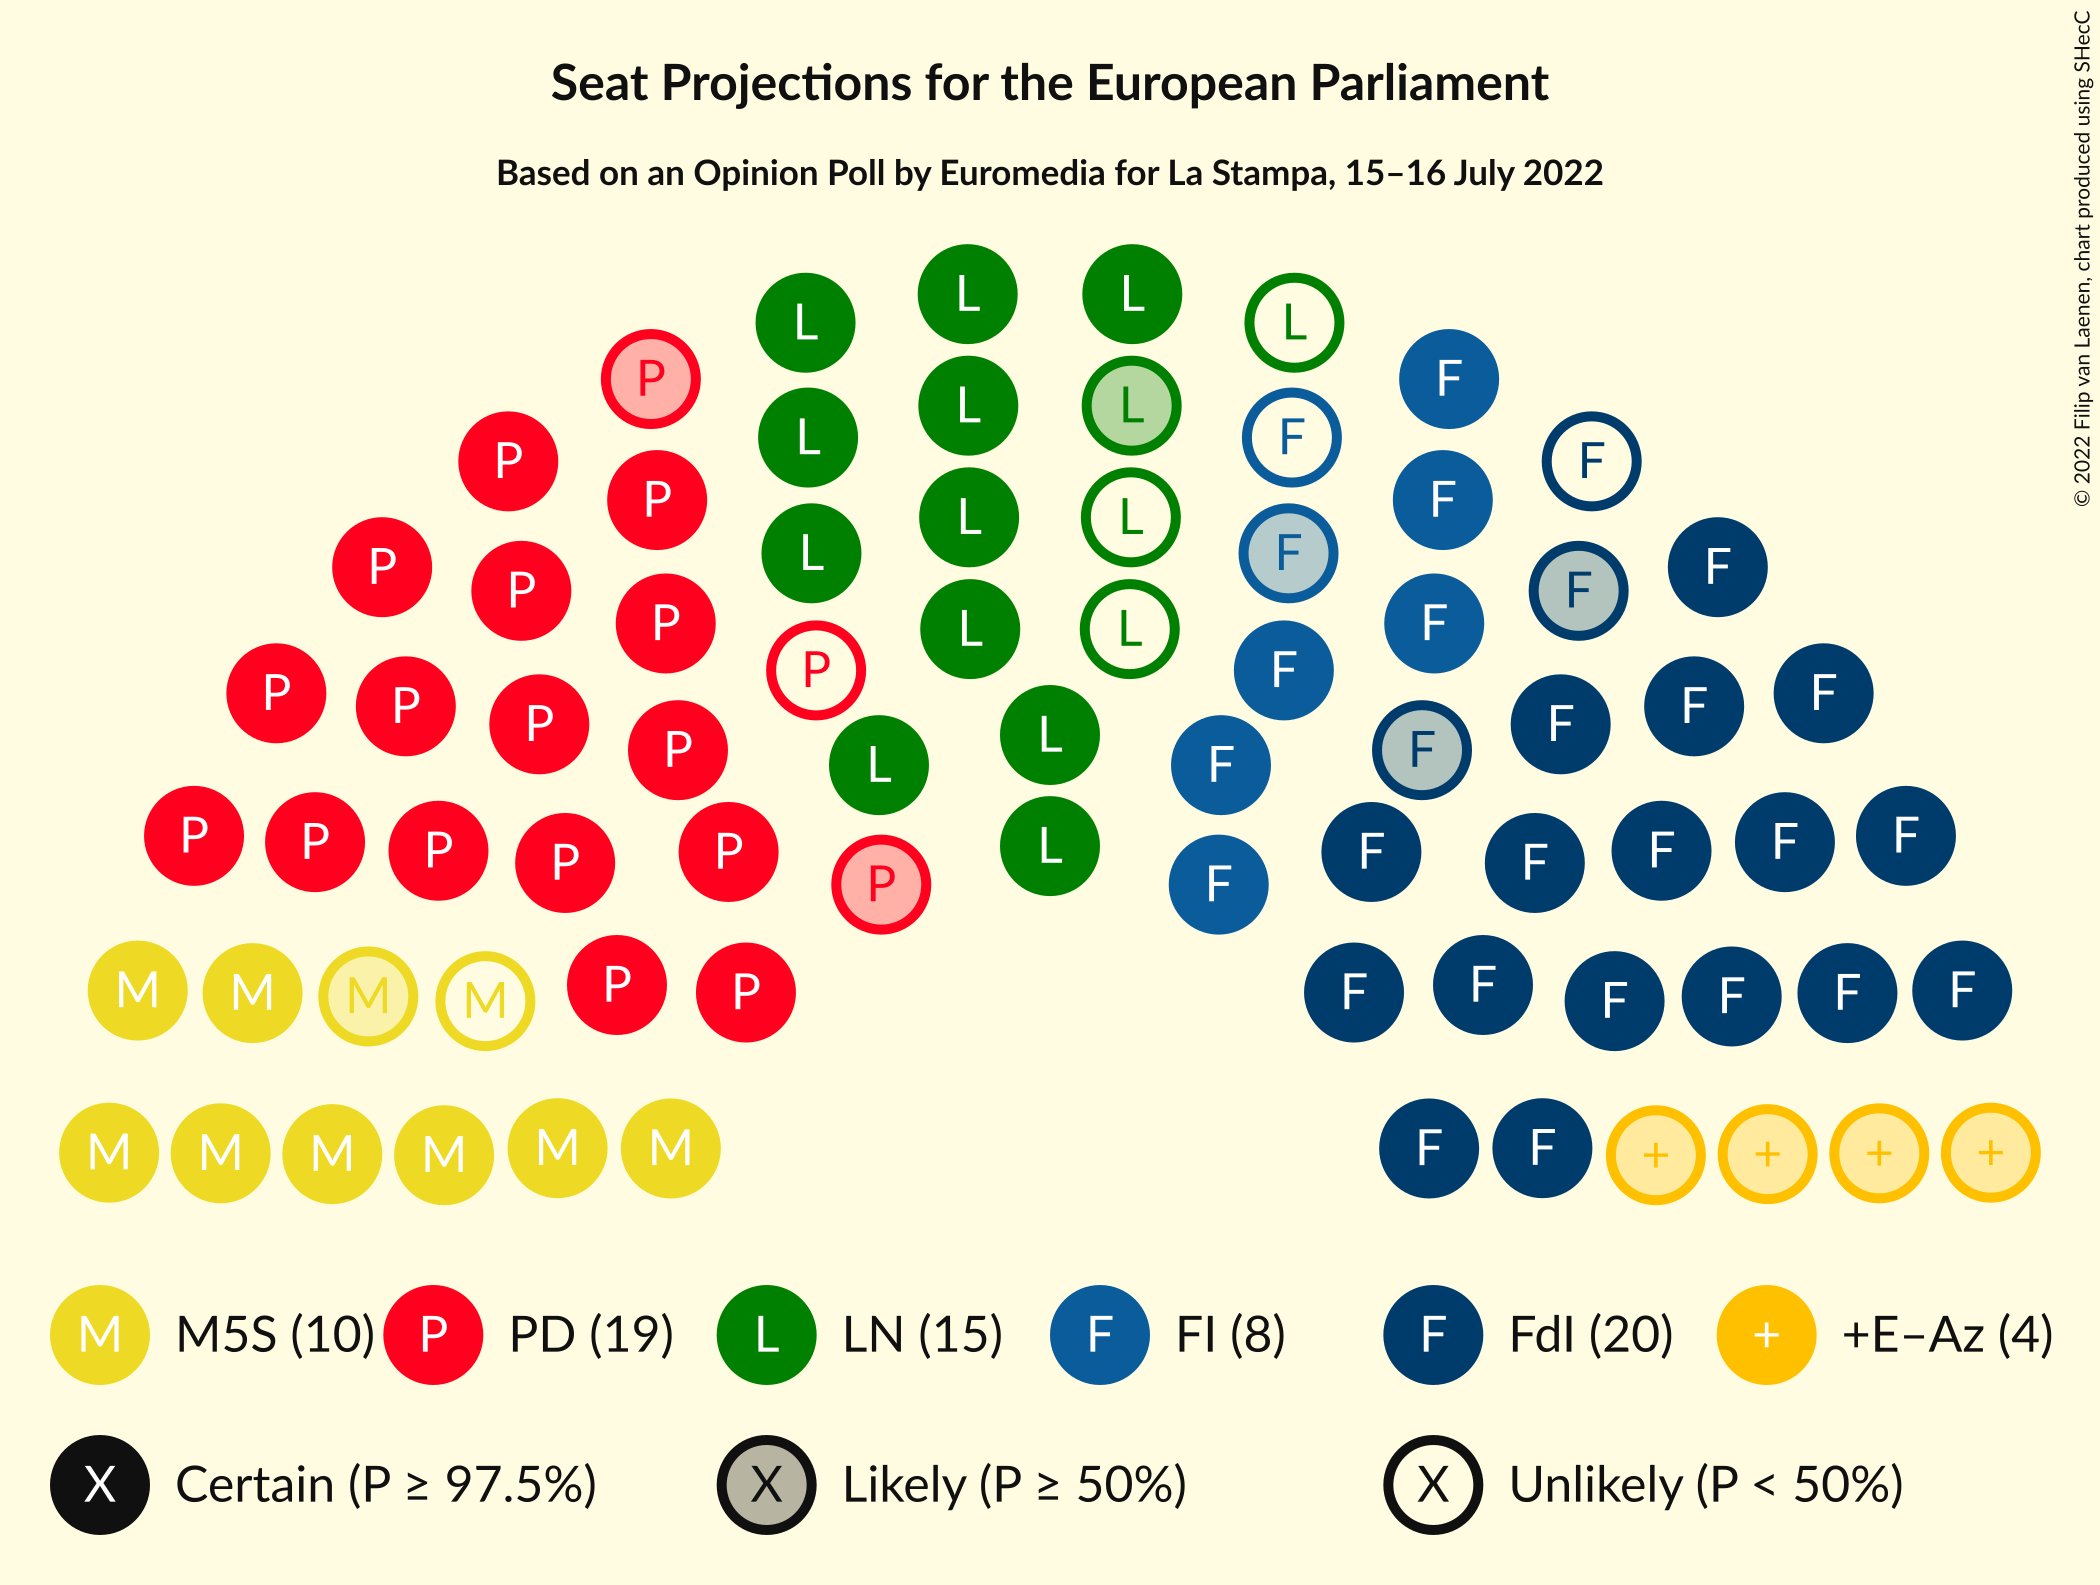 Seat Projections for the European Parliament
Based on an Opinion Poll by Euromedia for La Stampa, 15–16 July 2022
© 2022 Filip van Laenen, chart produced using SHecC
L L
L L
P F
L L
L F
P F
P F
L L
P F
L F
P F
P F
L L
P F
P F
L F
P F
P F
P F
P F
L
L F
P F
P F
P F
P F
L
P F
P F
P F
P F
P F
P F
M F
M F
M F
M F
M M M M M M F F + + + +
M M5S (10) P PD (19) L LN (15) F FI (8) F FdI (20) + +E–Az (4)
X Certain (P ≥ 97.5%) X Likely (P ≥ 50%) X Unlikely (P < 50%)